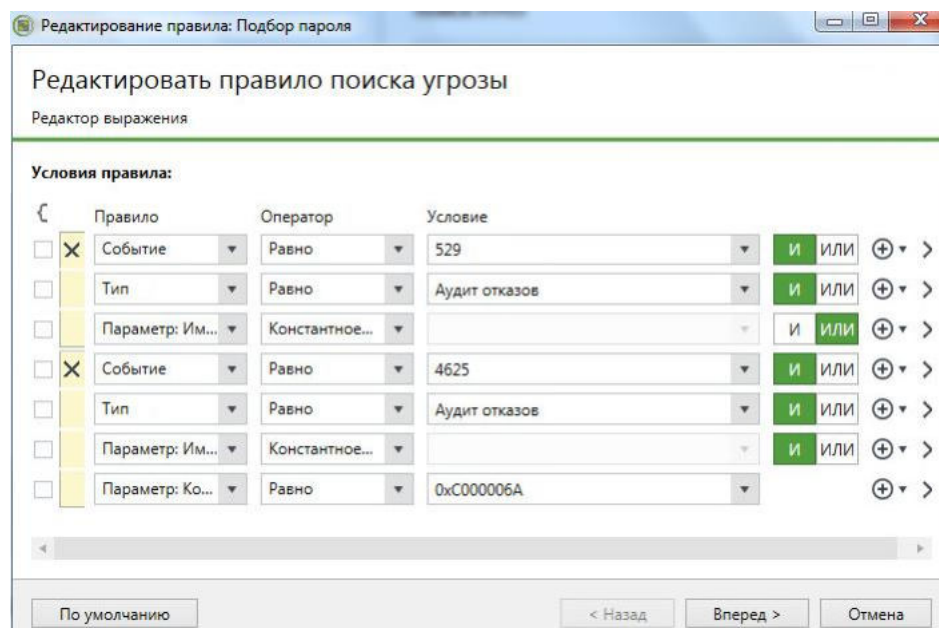 Редактирование правила: Подбор пароля
Редактировать правило поиска угрозы
Редактор выражения
Условия правила:
Правило Оператор Условие
Событие Равно 529 И ИЛИ
Тип Равно Аудит отказов И ИЛИ
Параметр: Им... Константное... И ИЛИ
Событие Равно 4625 И ИЛИ
Тип Равно Аудит отказов И ИЛИ
Параметр: Им... Константное... И ИЛИ
Параметр: Ко... Равно 0xC000006A
По умолчанию < Назад Вперед > Отмена